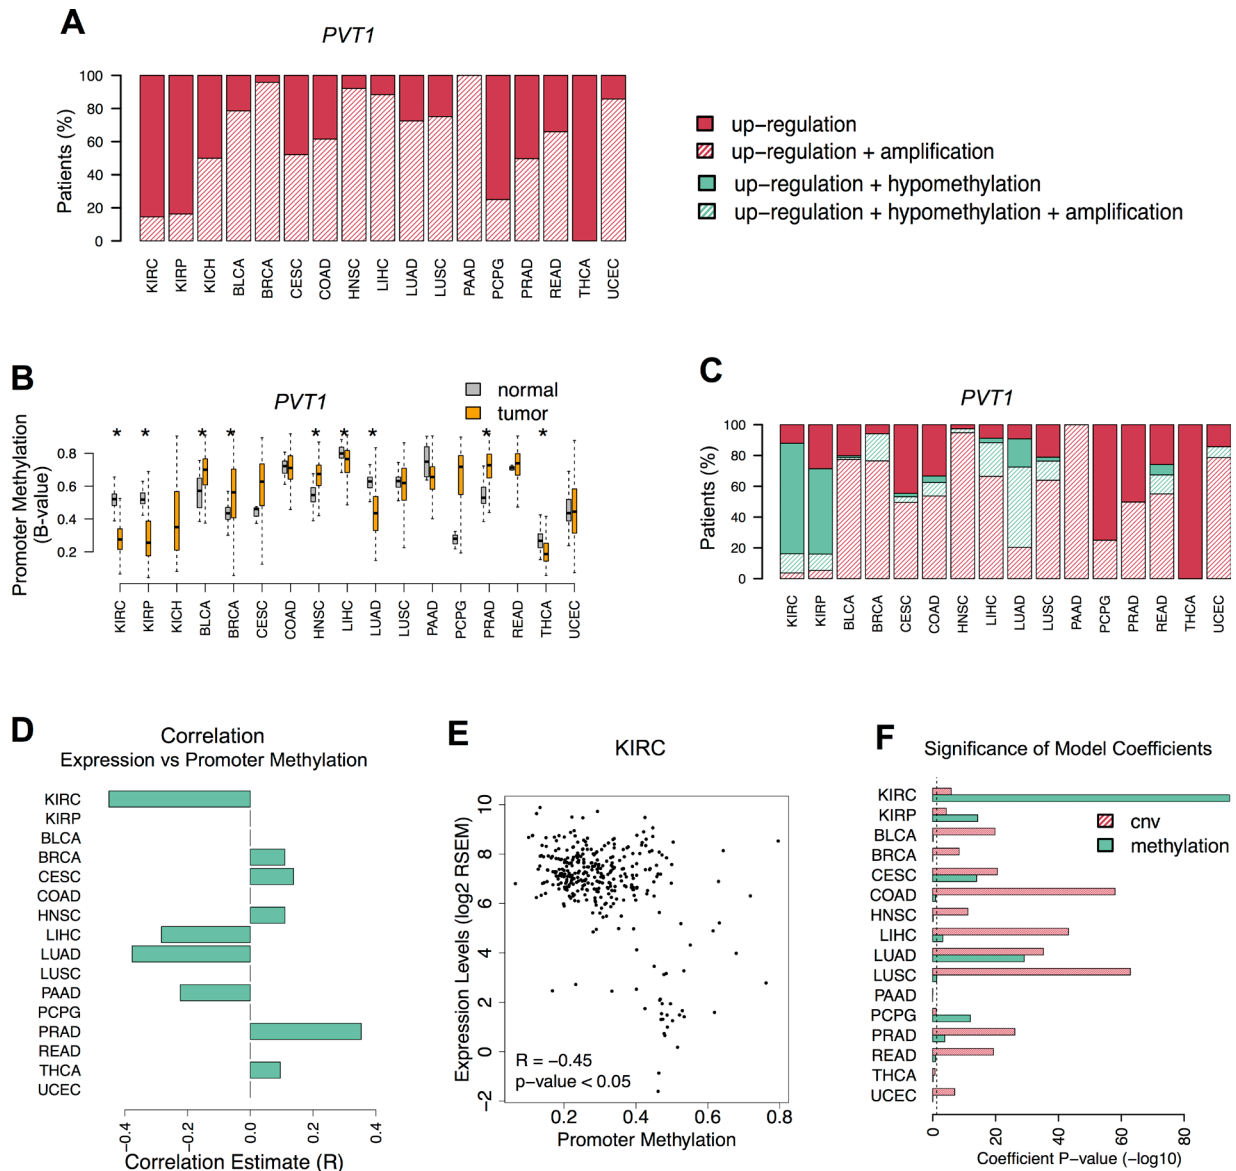 A
PVT1
Patients (%)
100
80
60
40
20
0
KIRC
KIRP
KICH
BLCA
BRCA
CESC
COAD
HNSC
LIHC
LUAD
LUSC
PAAD
PCPG
PRAD
READ
THCA
UCEC
up-regulation
up-regulation + amplification
up-regulation + hypomethylation
up-regulation + hypomethylation + amplification
B
PVT1
normal
tumor
Promoter Methylation
(B-value)
* * * * * * * * *
0.8
0.6
0.4
0.2
KIRC
KIRP
KICH
BLCA
BRCA
CESC
COAD
HNSC
LIHC
LUAD
LUSC
PAAD
PCPG
PRAD
READ
THCA
UCEC
C
PVT1
Patients (%)
100
80
60
40
20
0
KIRC
KIRP
BLCA
BRCA
CESC
COAD
HNSC
LIHC
LUAD
LUSC
PAAD
PCPG
PRAD
READ
THCA
UCEC
D
Correlation
Expression vs Promoter Methylation
KIRC
KIRP
BLCA
BRCA
CESC
COAD
HNSC
LIHC
LUAD
LUSC
PAAD
PCPG
PRAD
READ
THCA
UCEC
−0.4
−0.2
0.0
0.2
0.4
Correlation Estimate (R)
E
KIRC
Expression Levels (log2 RSEM)
10
8
6
4
2
0
−2
R = −0.45
p-value < 0.05
0.2 0.4 0.6 0.8
Promoter Methylation
F
Significance of Model Coefficients
cnv
methylation
KIRC
KIRP
BLCA
BRCA
CESC
COAD
HNSC
LIHC
LUAD
LUSC
PAAD
PCPG
PRAD
READ
THCA
UCEC
0
20
40
60
80
Coefficient P-value (−log10)